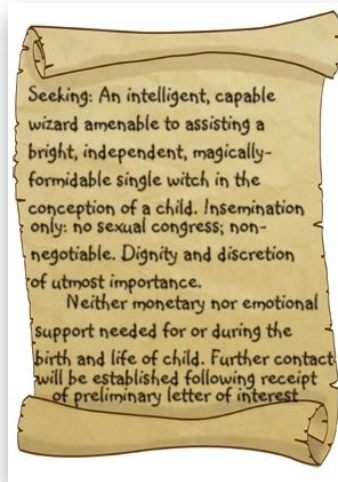 Seeking: An intelligent, capable
wizard amenable to assisting a
bright, independent, magically-
formidable single witch in the
conception of a child. Insemination
only: no sexual congress; non-
negotiable. Dignity and discretion
of utmost importance.
Neither monetary nor emotional
support needed for or during the
birth and life of child. Further contact
will be established following receipt
of preliminary letter of interest